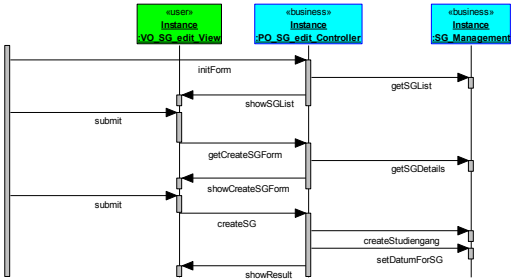 «user»
Instance
:VO_SG_edit_View
«business»
Instance
:PO_SG_edit_Controller
«business»
Instance
:SG_Management
initForm
getSGList
showSGList
submit
getCreateSGForm
getSGDetails
showCreateSGForm
submit
createSG
createStudiengang
setDatumForSG
showResult